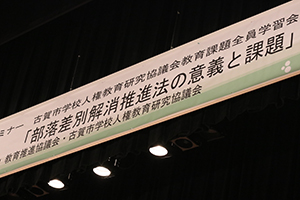 ミナー 古賀市学校人権教育研究協議会教育課題全員学習会
「部落差別解消推進法の意義と課題」
教育推進協議会・古賀市学校人権教育研究協議会